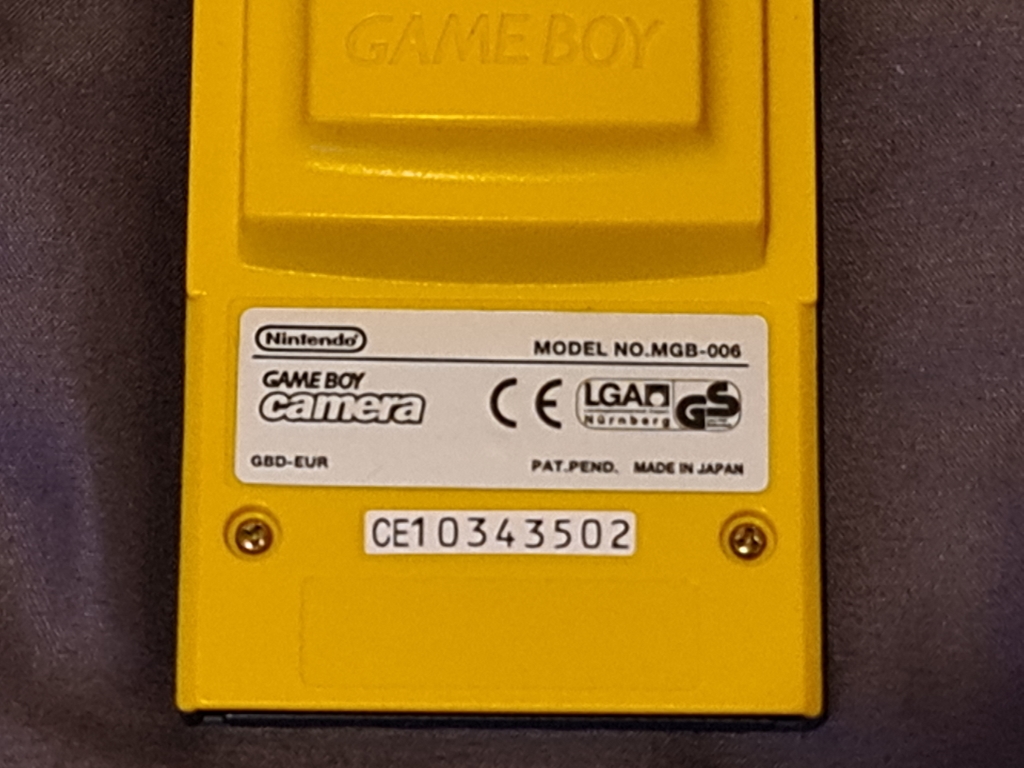 GAME BOY
Nintendo
MODEL NO.MGB-006
GAME BOY
camera
CE
LGA
Nürnberg
GS
GBD-EUR
PAT.PEND. MADE IN JAPAN
CE10343502